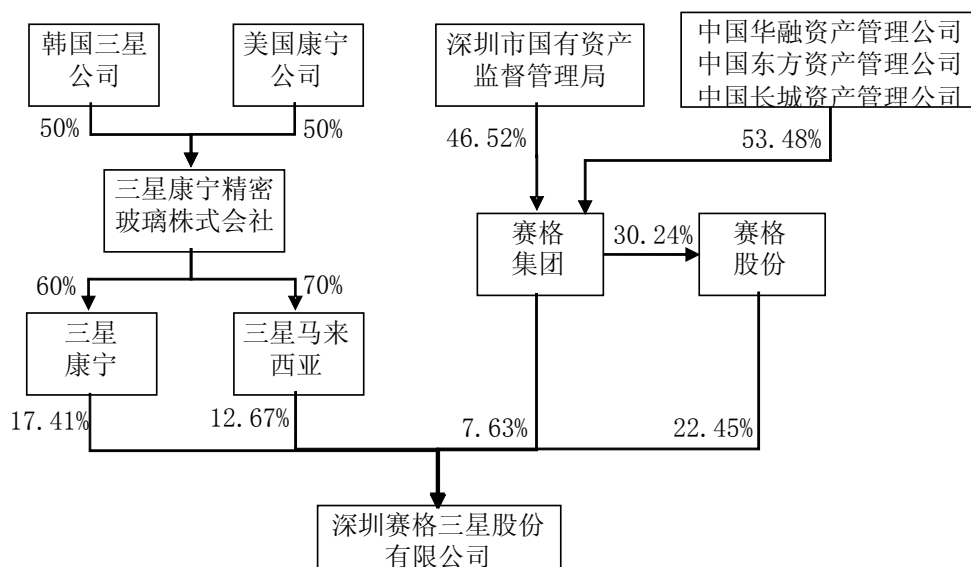 韩国三星
公司
美国康宁
公司
深圳市国有资产
监督管理局
中国华融资产管理公司
中国东方资产管理公司
中国长城资产管理公司
50%
50%
46.52%
53.48%
三星康宁精密
玻璃株式会社
赛格
集团
30.24%
赛格
股份
60%
70%
三星
康宁
三星马来
西亚
17.41%
12.67%
7.63%
22.45%
深圳赛格三星股份
有限公司